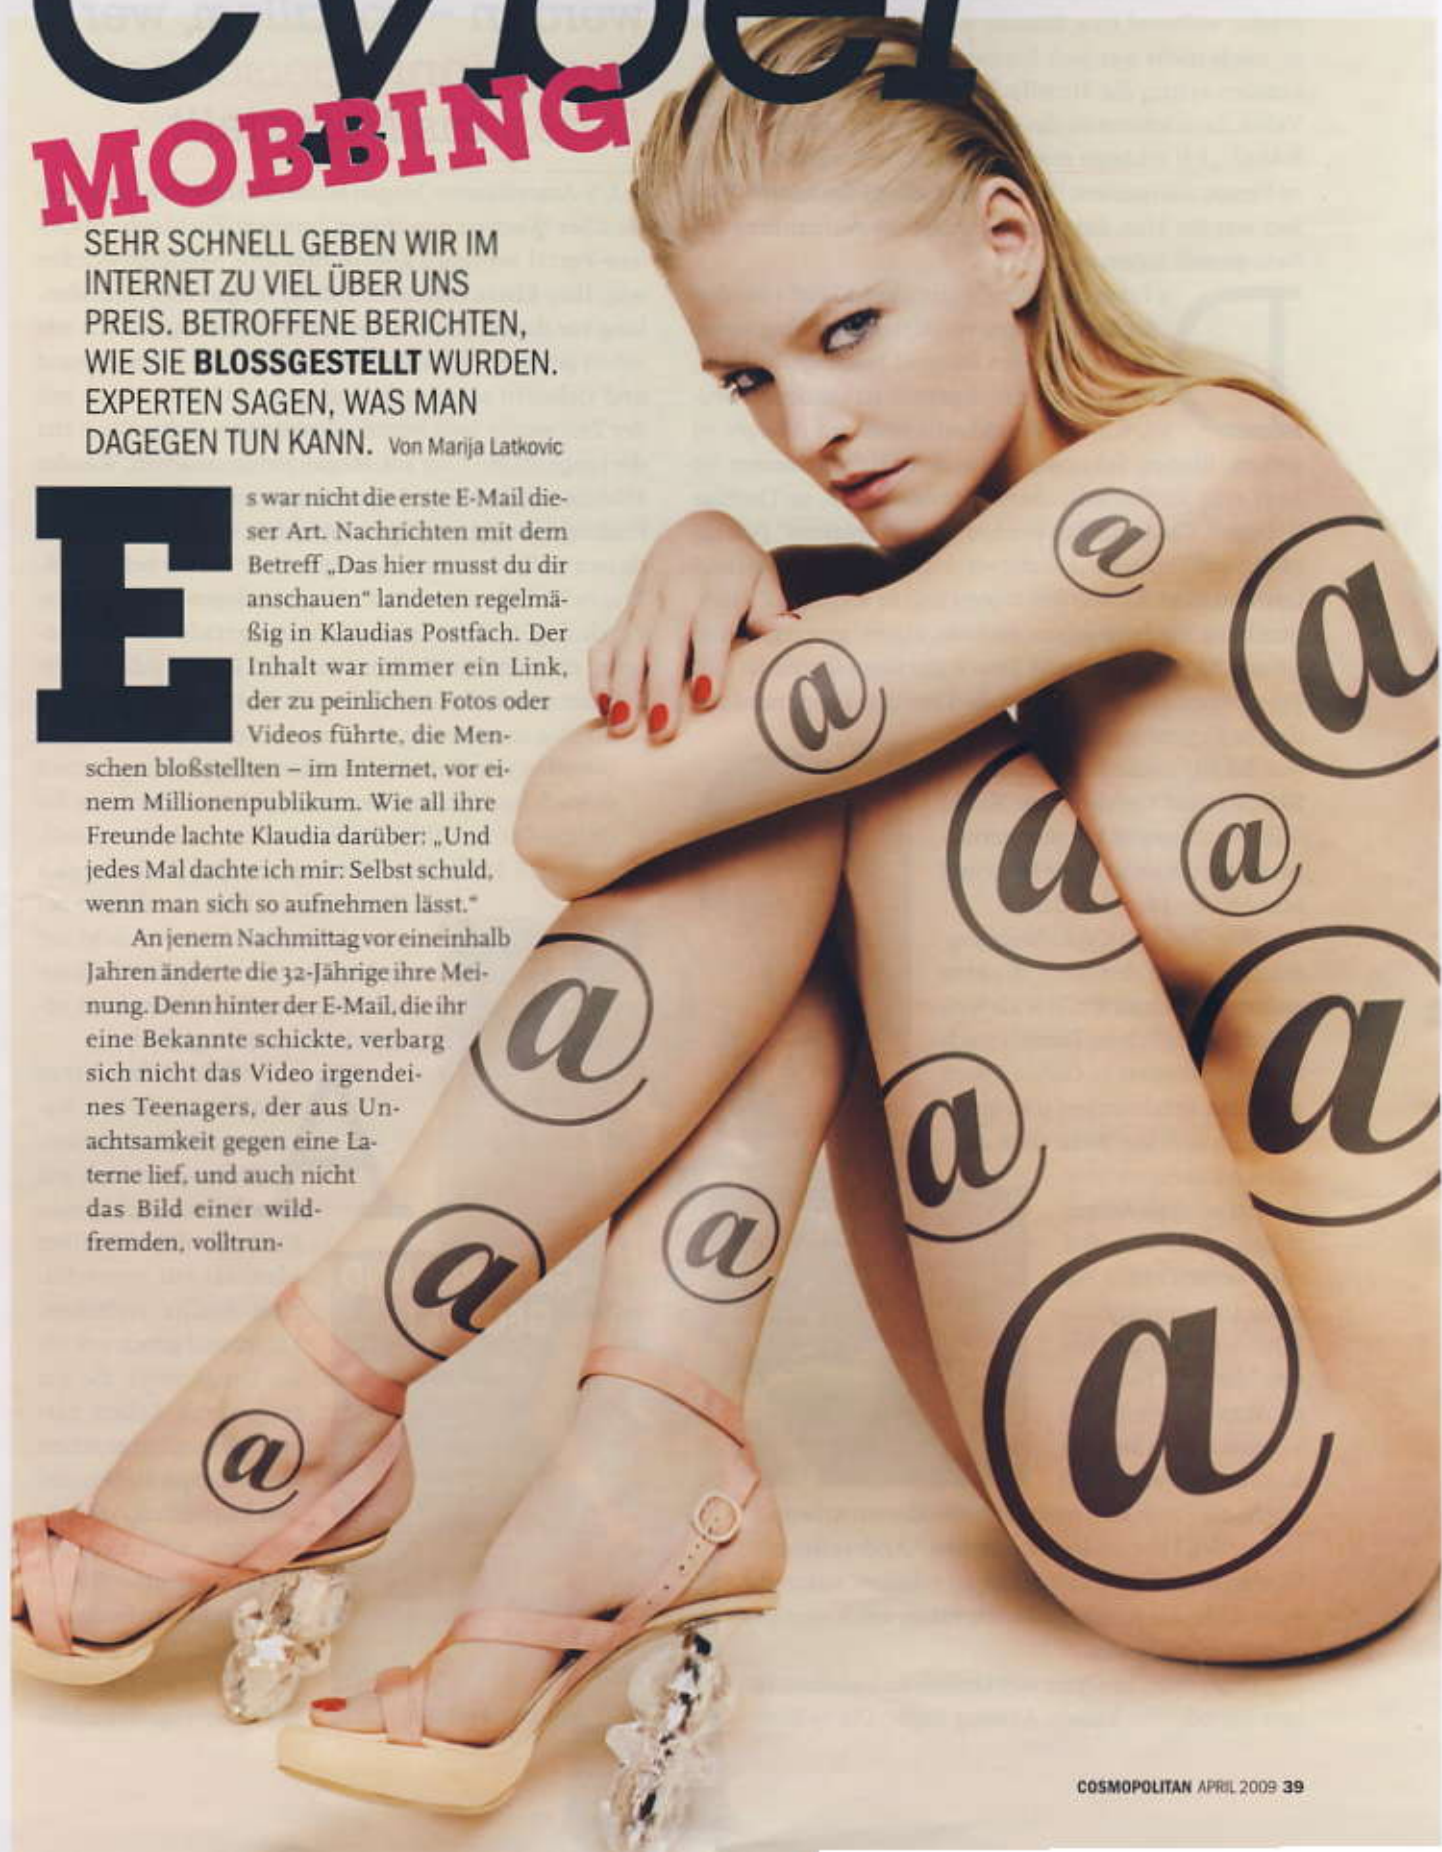 Cyber
MOBBING
SEHR SCHNELL GEBEN WIR IM
INTERNET ZU VIEL ÜBER UNS
PREIS. BETROFFENE BERICHTEN,
WIE SIE BLOSSGESTELLT WURDEN.
EXPERTEN SAGEN, WAS MAN
DAGEGEN TUN KANN. Von Marija Latkovic
Es war nicht die erste E-Mail die-
ser Art. Nachrichten mit dem
Betreff „Das hier musst du dir
anschauen“ landeten regelmä-
ßig in Klaudias Postfach. Der
Inhalt war immer ein Link,
der zu peinlichen Fotos oder
Videos führte, die Men-
schen bloßstellten – im Internet, vor ei-
nem Millionenpublikum. Wie all ihre
Freunde lachte Klaudia darüber: „Und
jedes Mal dachte ich mir: Selbst schuld,
wenn man sich so aufnehmen lässt.“
An jenem Nachmittag vor eineinhalb
Jahren änderte die 32-Jährige ihre Mei-
nung. Denn hinter der E-Mail, die ihr
eine Bekannte schickte, verbarg
sich nicht das Video irgendei-
nes Teenagers, der aus Un-
achtsamkeit gegen eine La-
terne lief, und auch nicht
das Bild einer wild-
fremden, volltrun-
@
@
@
@
@
@
@
@
@
@
@
@
COSMOPOLITAN APRIL 2009 39